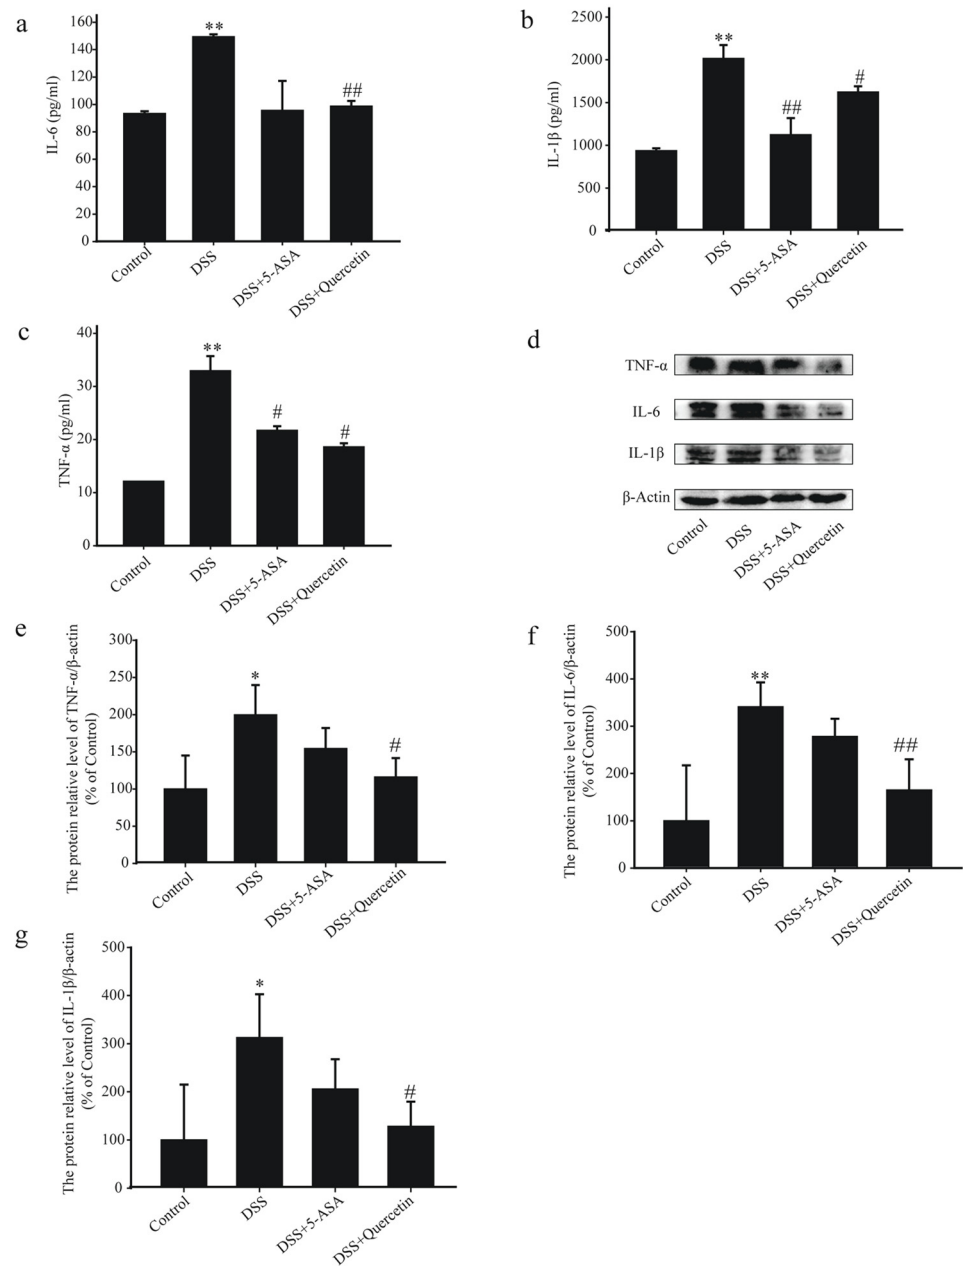 a
IL-6 (pg/ml)
160
140
120
100
80
60
40
20
0
**
##
Control
DSS
DSS+5-ASA
DSS+Quercetin
b
IL-1β (pg/ml)
2500
2000
1500
1000
500
0
**
##
#
Control
DSS
DSS+5-ASA
DSS+Quercetin
c
TNF-α (pg/ml)
40
30
20
10
0
**
#
#
Control
DSS
DSS+5-ASA
DSS+Quercetin
d
TNF-α
IL-6
IL-1β
β-Actin
Control
DSS
DSS+5-ASA
DSS+Quercetin
e
The protein relative level of TNF-α/β-actin
(% of Control)
300
250
200
150
100
50
0
*
#
Control
DSS
DSS+5-ASA
DSS+Quercetin
f
The protein relative level of IL-6/β-actin
(% of Control)
500
400
300
200
100
0
**
##
Control
DSS
DSS+5-ASA
DSS+Quercetin
g
The protein relative level of IL-1β/β-actin
(% of Control)
500
400
300
200
100
0
*
#
Control
DSS
DSS+5-ASA
DSS+Quercetin